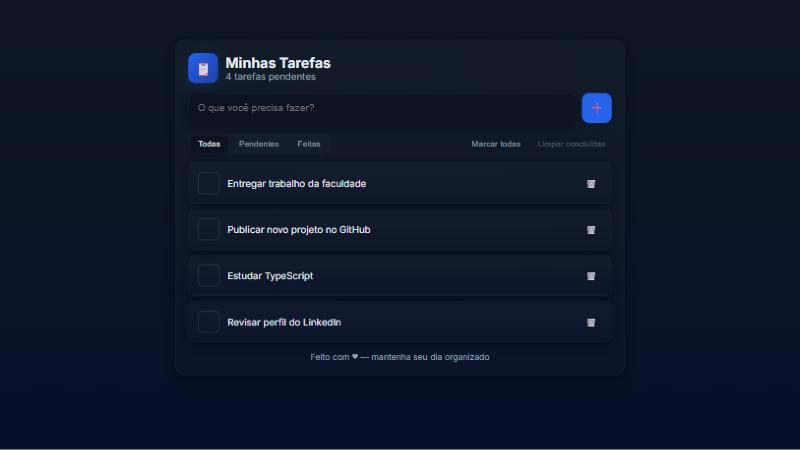 Minhas Tarefas
4 tarefas pendentes
O que você precisa fazer?
Todas Pendentes Feitas Marcar todas Limpar concluídas
Entregar trabalho da faculdade
Publicar novo projeto no GitHub
Estudar TypeScript
Revisar perfil do LinkedIn
Feito com ♥ — mantenha seu dia organizado